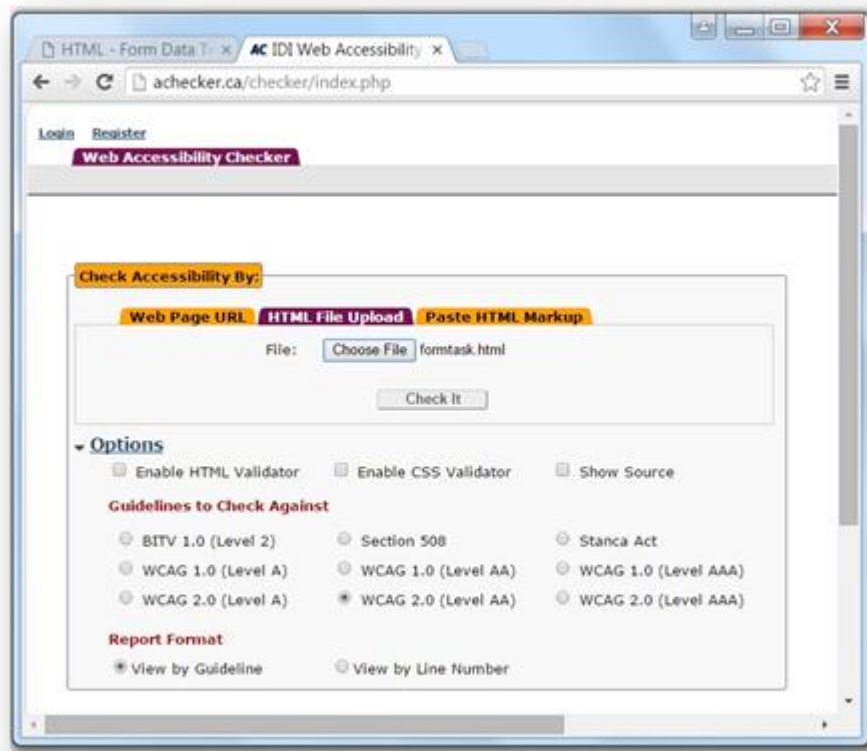 HTML - Form Data T
AC IDI Web Accessibility
achecker.ca/checker/index.php
Login Register
Web Accessibility Checker
Check Accessibility By:
Web Page URL HTML File Upload Paste HTML Markup
File: Choose File formtask.html
Check It
Options
Enable HTML Validator Enable CSS Validator Show Source
Guidelines to Check Against
BITV 1.0 (Level 2) Section 508 Stanca Act
WCAG 1.0 (Level A) WCAG 1.0 (Level AA) WCAG 1.0 (Level AAA)
WCAG 2.0 (Level A) WCAG 2.0 (Level AA) WCAG 2.0 (Level AAA)
Report Format
View by Guideline View by Line Number